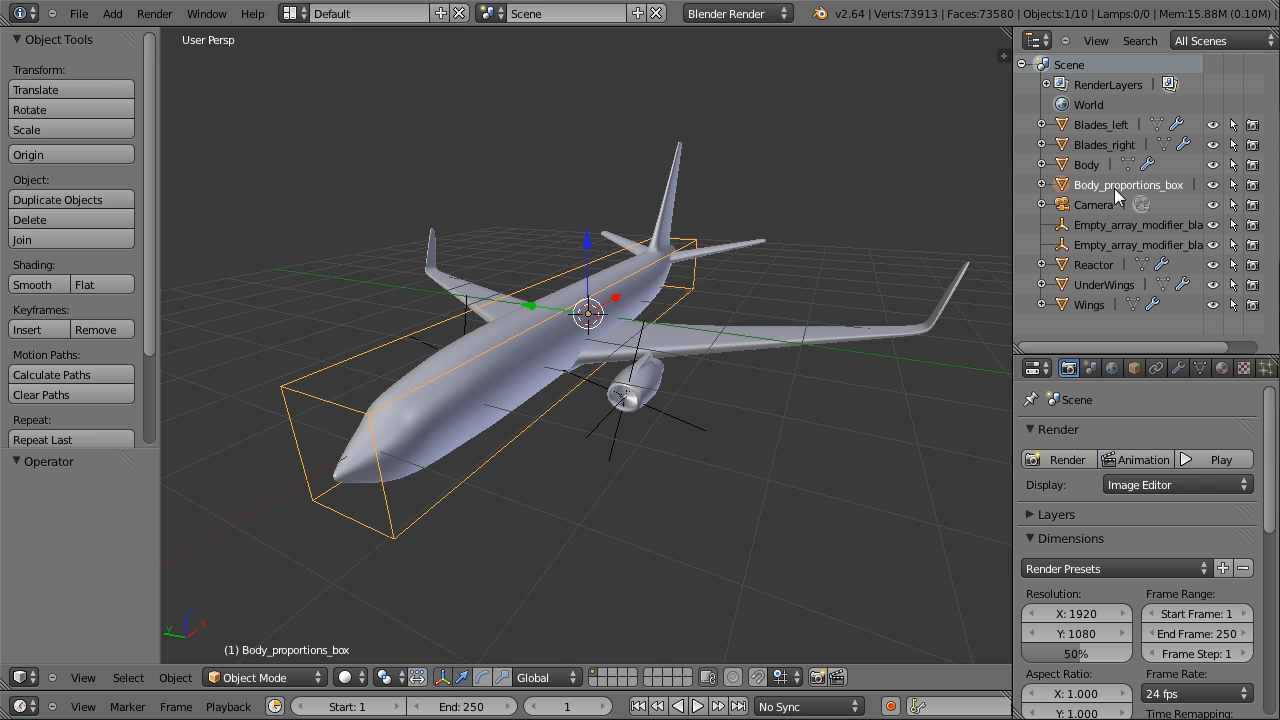 File Add Render Window Help Default Scene Blender Render v2.64 | Verts:73913 | Faces:73580 | Objects:1/10 | Lamps:0/0 | Mem:15.88M (0.10M) |
Object Tools
Transform:
Translate
Rotate
Scale
Origin
Object:
Duplicate Objects
Delete
Join
Shading:
Smooth Flat
Keyframes:
Insert Remove
Motion Paths:
Calculate Paths
Clear Paths
Repeat:
Repeat Last
Operator
User Persp
z
y x
(1) Body_proportions_box
View Search All Scenes
Scene
RenderLayers |
World
Blades_left |
Blades_right |
Body |
Body_proportions_box |
Camera
Empty_array_modifier_bla
Empty_array_modifier_bla
Reactor |
UnderWings |
Wings |
Scene
Render
Render Animation Play
Display: Image Editor
Layers
Dimensions
Render Presets
Resolution: Frame Range:
X: 1920 Start Frame: 1
Y: 1080 End Frame: 250
50% Frame Step: 1
Aspect Ratio: Frame Rate:
X: 1.000 24 fps
Y: 1.000 Time Remapping:
View Select Object Object Mode Global
View Marker Frame Playback Start: 1 End: 250 1 No Sync